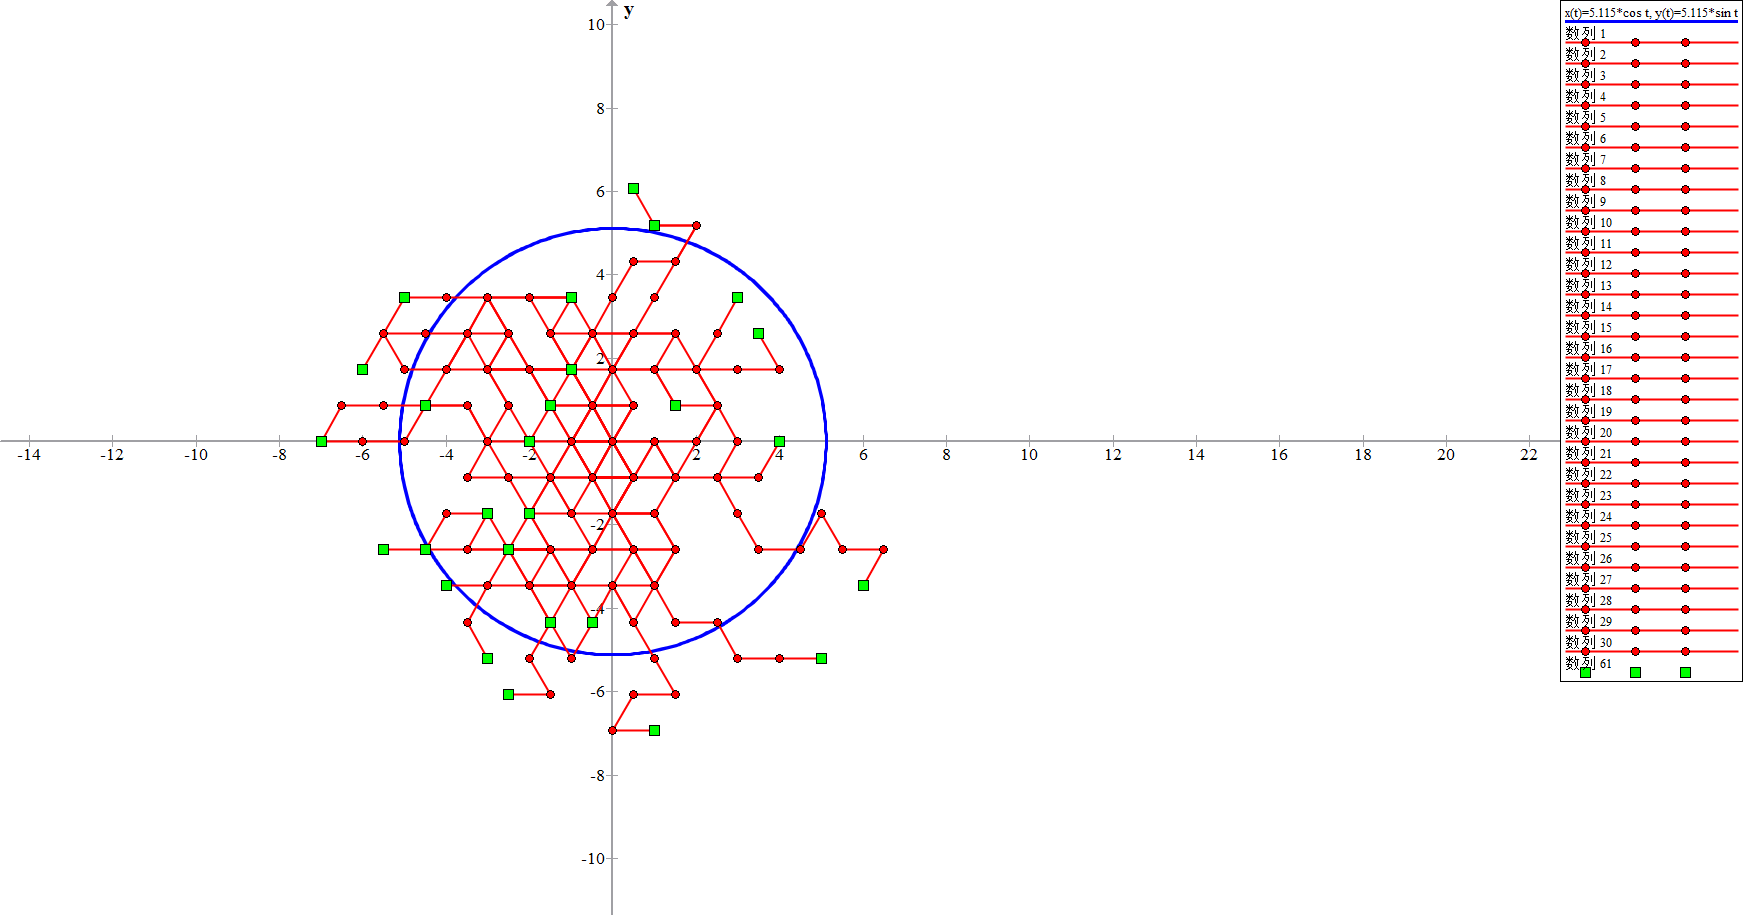 y
10
8
6
4
2
-14
-12
-10
-8
-6
-4
-2
2
4
6
8
10
12
14
16
18
20
22
-2
-4
-6
-8
-10
x(t)=5.115*cos t, y(t)=5.115*sin t
数列 1
数列 2
数列 3
数列 4
数列 5
数列 6
数列 7
数列 8
数列 9
数列 10
数列 11
数列 12
数列 13
数列 14
数列 15
数列 16
数列 17
数列 18
数列 19
数列 20
数列 21
数列 22
数列 23
数列 24
数列 25
数列 26
数列 27
数列 28
数列 29
数列 30
数列 61